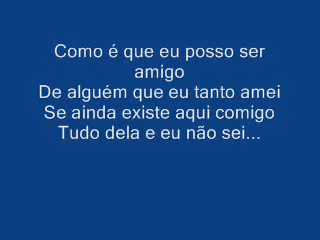 Como é que eu posso ser
amigo
De alguém que eu tanto amei
Se ainda existe aqui comigo
Tudo dela e eu não sei...